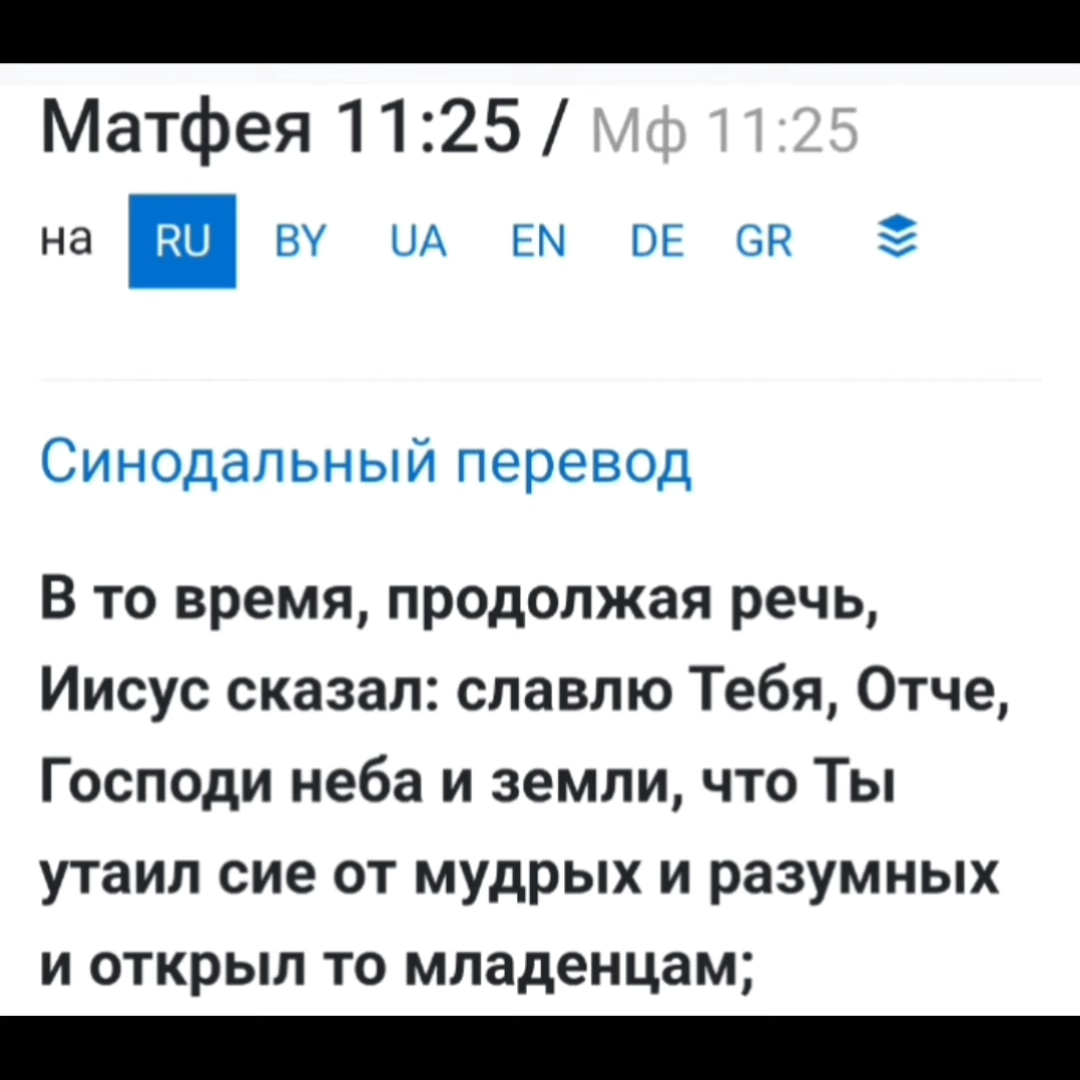 Матфея 11:25 / Мф 11:25
на RU BY UA EN DE GR
Синодальный перевод
В то время, продолжая речь,
Иисус сказал: славлю Тебя, Отче,
Господи неба и земли, что Ты
утаил сие от мудрых и разумных
и открыл то младенцам;